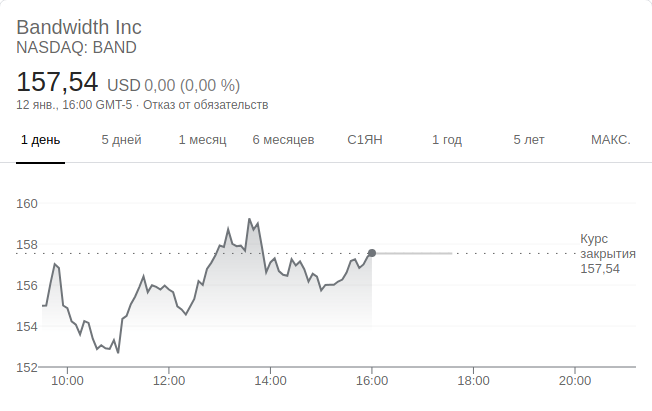 Bandwidth Inc
NASDAQ: BAND
157,54 USD 0,00 (0,00 %)
12 янв., 16:00 GMT-5 · Отказ от обязательств
1 день 5 дней 1 месяц 6 месяцев С1ЯН 1 год 5 лет МАКС.
160
158
156
154
152
Курс
закрытия
157,54
10:00 12:00 14:00 16:00 18:00 20:00